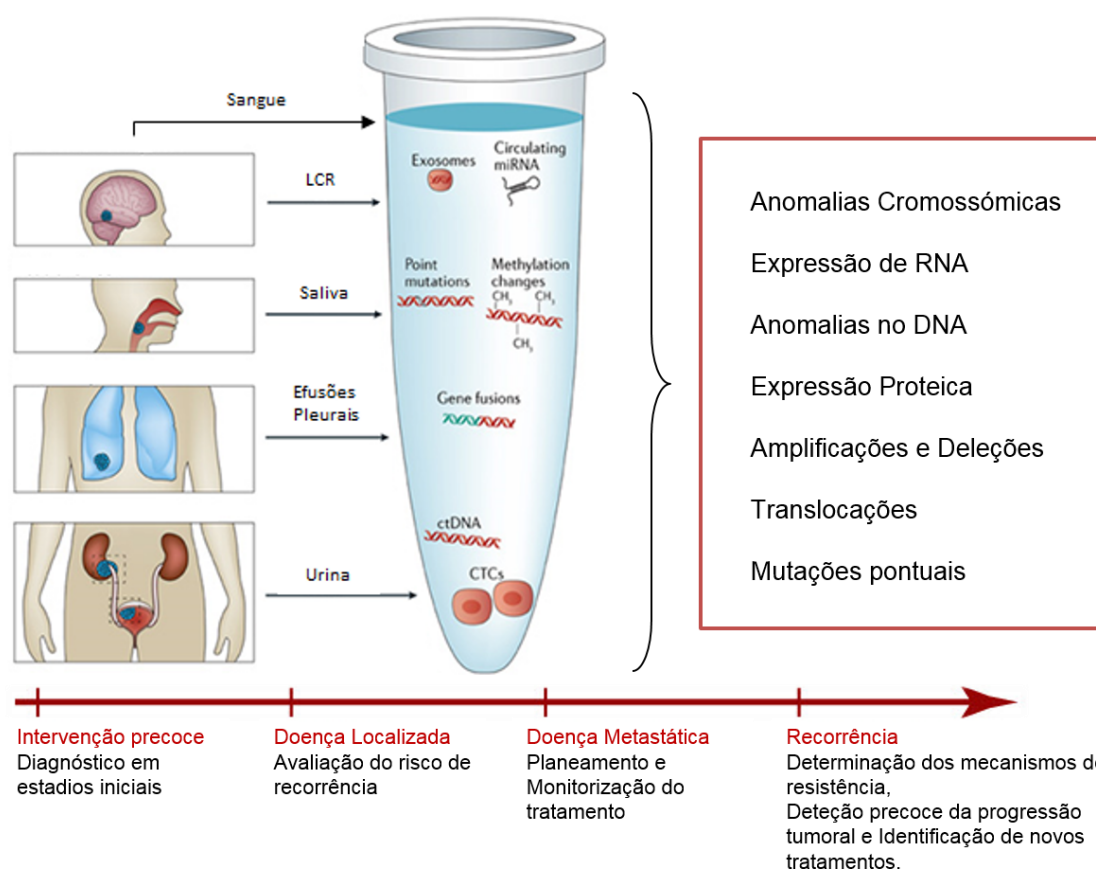 Sangue
LCR
Saliva
Efusões
Pleurais
Urina
Exosomes
Circulating
miRNA
Point
mutations
Methylation
changes
CH₃
CH₃
CH₃
Gene fusions
ctDNA
CTCs
Anomalias Cromossómicas
Expressão de RNA
Anomalias no DNA
Expressão Proteica
Amplificações e Deleções
Translocações
Mutações pontuais
Intervenção precoce
Diagnóstico em
estadios iniciais
Doença Localizada
Avaliação do risco de
recorrência
Doença Metastática
Planeamento e
Monitorização do
tratamento
Recorrência
Determinação dos mecanismos de
resistência,
Deteção precoce da progressão
tumoral e Identificação de novos
tratamentos.